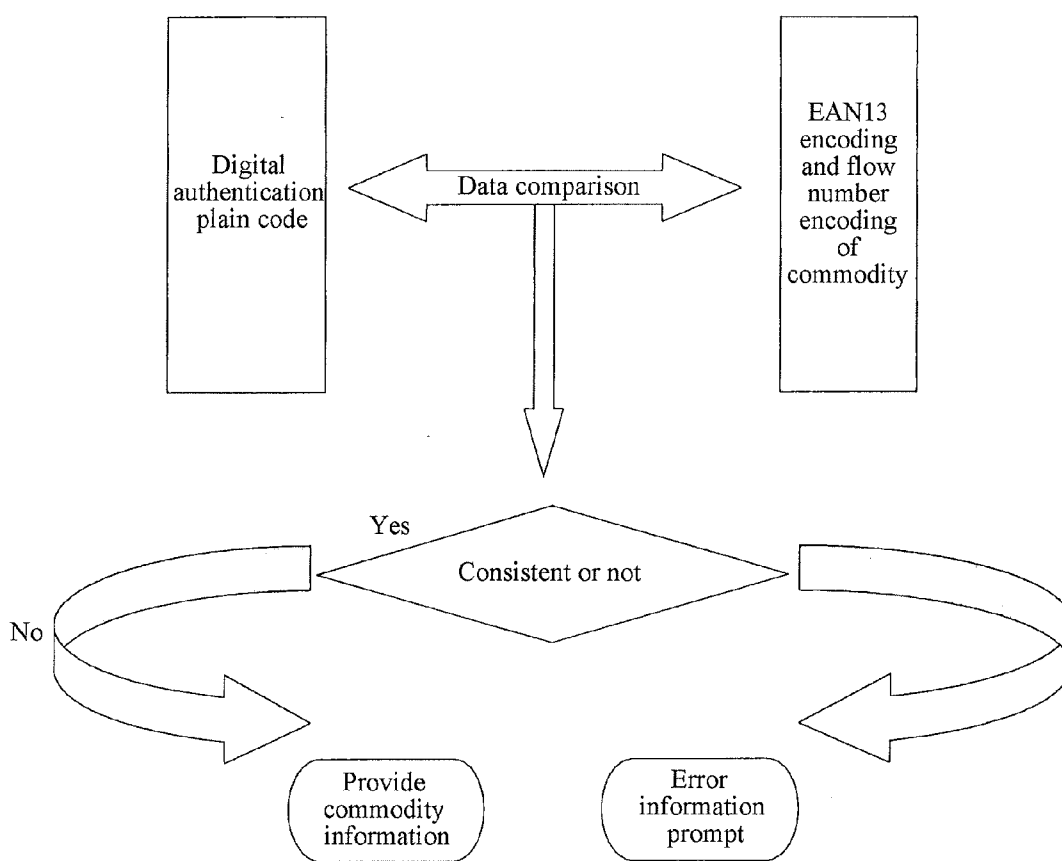 Digital
authentication
plain code
Data comparison
EAN13
encoding
and flow
number
encoding
of
commodity
Yes
Consistent or not
No
Provide
commodity
information
Error
information
prompt